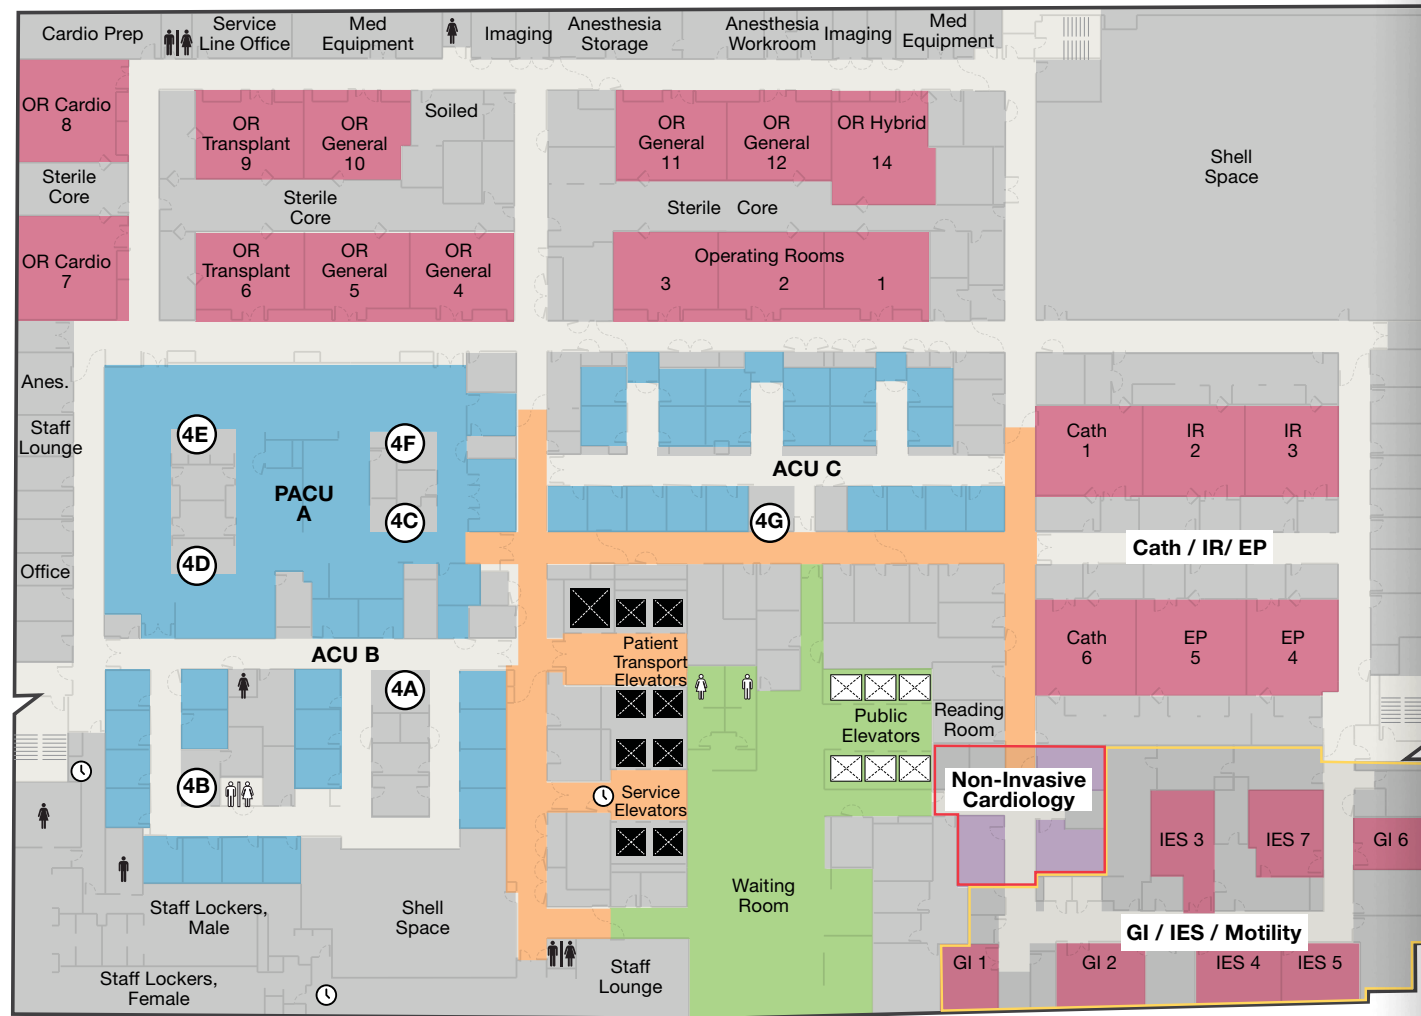 Cardio Prep
Service
Line Office
Med
Equipment
Imaging
Anesthesia
Storage
Anesthesia
Workroom
Imaging
Med
Equipment
OR Cardio
8
OR
Transplant
9
OR
General
10
Soiled
OR
General
11
OR
General
12
OR Hybrid
14
Shell
Space
Sterile
Core
Sterile
Core
Sterile Core
OR Cardio
7
OR
Transplant
6
OR
General
5
OR
General
4
Operating Rooms
3
2
1
Anes.
Staff
Lounge
Office
4E
4F
PACU
A
4C
4D
ACU C
4G
Cath
1
IR
2
IR
3
Cath / IR/ EP
Cath
6
EP
5
EP
4
ACU B
4A
4B
Patient
Transport
Elevators
Service
Elevators
Public
Elevators
Reading
Room
Non-Invasive
Cardiology
IES 3
IES 7
GI 6
Waiting
Room
GI / IES / Motility
GI 1
GI 2
IES 4
IES 5
Staff Lockers,
Male
Shell
Space
Staff Lockers,
Female
Staff
Lounge